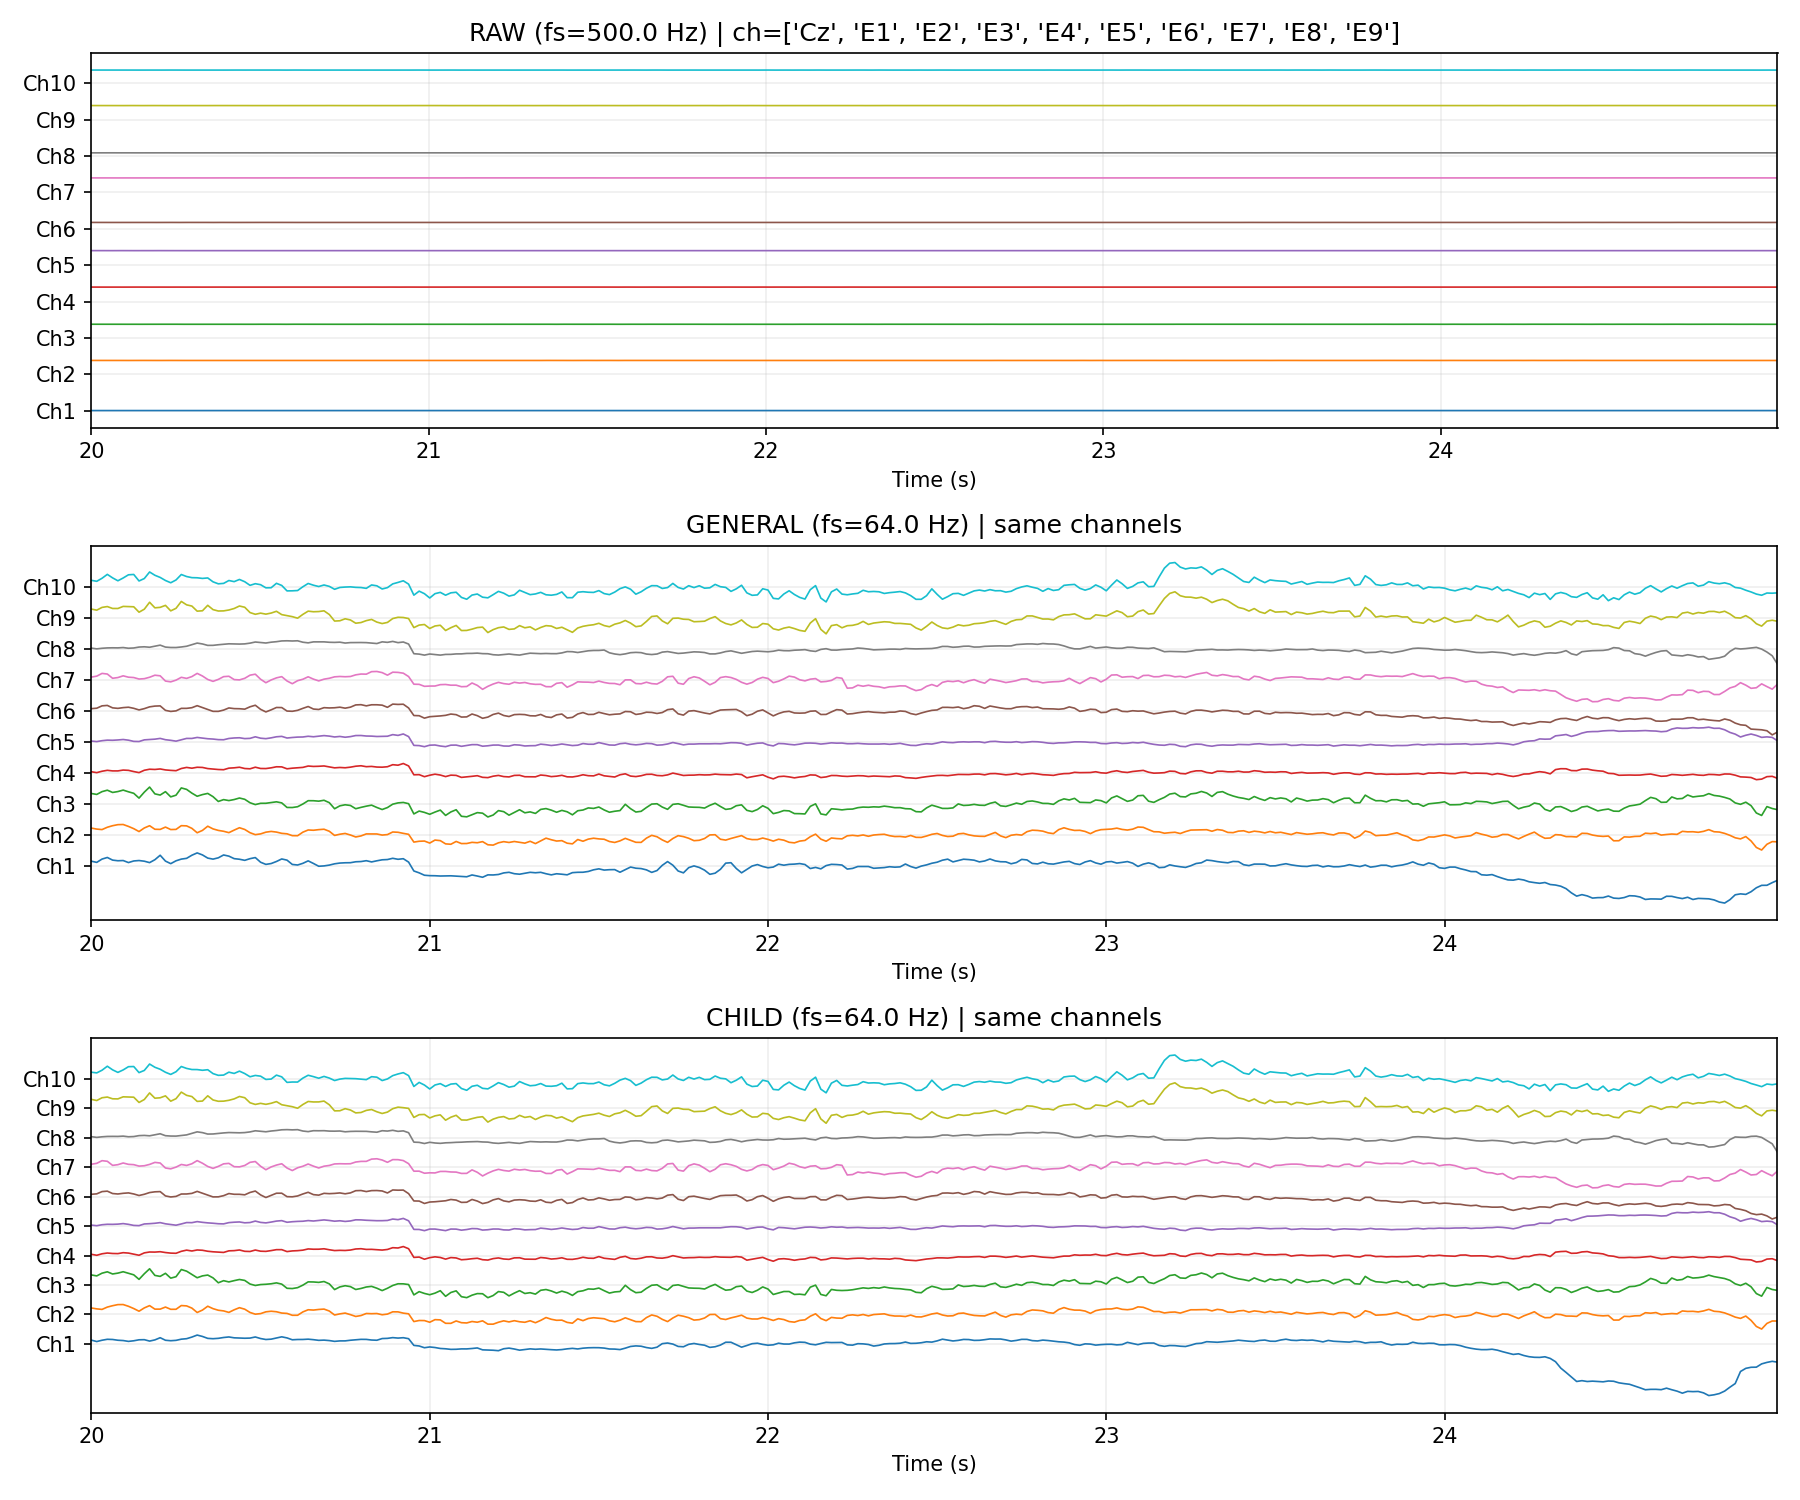 RAW (fs=500.0 Hz) | ch=['Cz', 'E1', 'E2', 'E3', 'E4', 'E5', 'E6', 'E7', 'E8', 'E9']
Ch10
Ch9
Ch8
Ch7
Ch6
Ch5
Ch4
Ch3
Ch2
Ch1
20 21 22 23 24
Time (s)
GENERAL (fs=64.0 Hz) | same channels
Ch10
Ch9
Ch8
Ch7
Ch6
Ch5
Ch4
Ch3
Ch2
Ch1
20 21 22 23 24
Time (s)
CHILD (fs=64.0 Hz) | same channels
Ch10
Ch9
Ch8
Ch7
Ch6
Ch5
Ch4
Ch3
Ch2
Ch1
20 21 22 23 24
Time (s)